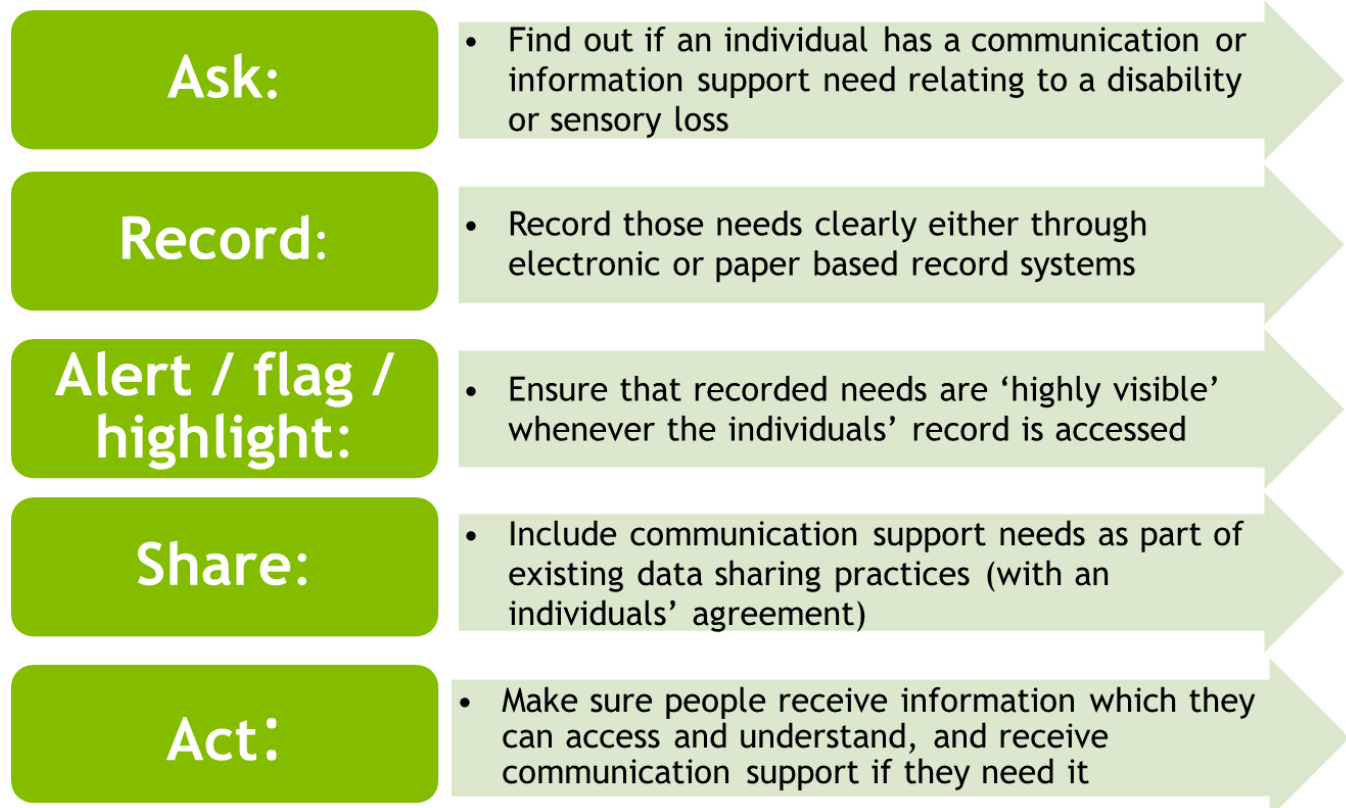 Ask:
• Find out if an individual has a communication or
information support need relating to a disability
or sensory loss
Record:
• Record those needs clearly either through
electronic or paper based record systems
Alert / flag /
highlight:
• Ensure that recorded needs are ‘highly visible’
whenever the individuals’ record is accessed
Share:
• Include communication support needs as part of
existing data sharing practices (with an
individuals’ agreement)
Act:
• Make sure people receive information which they
can access and understand, and receive
communication support if they need it